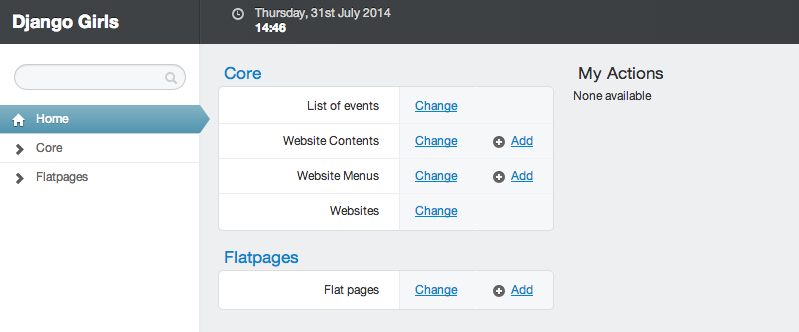 Django Girls
Thursday, 31st July 2014
14:46
Home
Core
Flatpages
Core
List of events Change
Website Contents Change Add
Website Menus Change Add
Websites Change
Flatpages
Flat pages Change Add
My Actions
None available